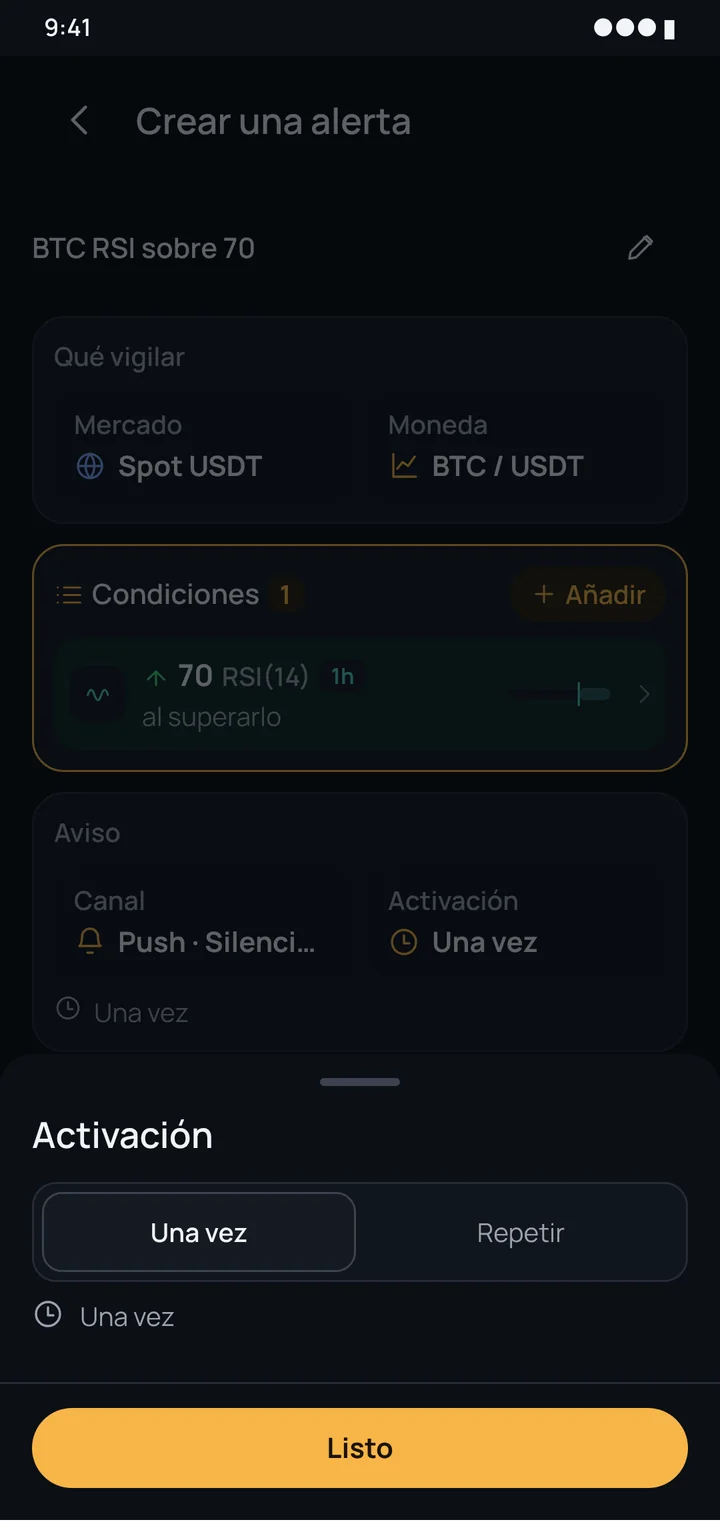 9:41
Crear una alerta
BTC RSI sobre 70
Qué vigilar
Mercado
Moneda
Spot USDT
BTC / USDT
Condiciones 1
+ Añadir
70 RSI(14) 1h
al superarlo
Aviso
Canal
Activación
Push · Silenci...
Una vez
Una vez
Activación
Una vez
Repetir
Una vez
Listo